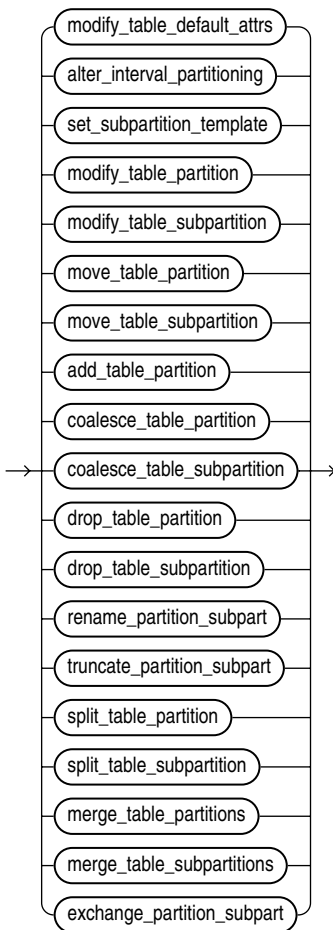 modify_table_default_attrs
alter_interval_partitioning
set_subpartition_template
modify_table_partition
modify_table_subpartition
move_table_partition
move_table_subpartition
add_table_partition
coalesce_table_partition
coalesce_table_subpartition
drop_table_partition
drop_table_subpartition
rename_partition_subpart
truncate_partition_subpart
split_table_partition
split_table_subpartition
merge_table_partitions
merge_table_subpartitions
exchange_partition_subpart